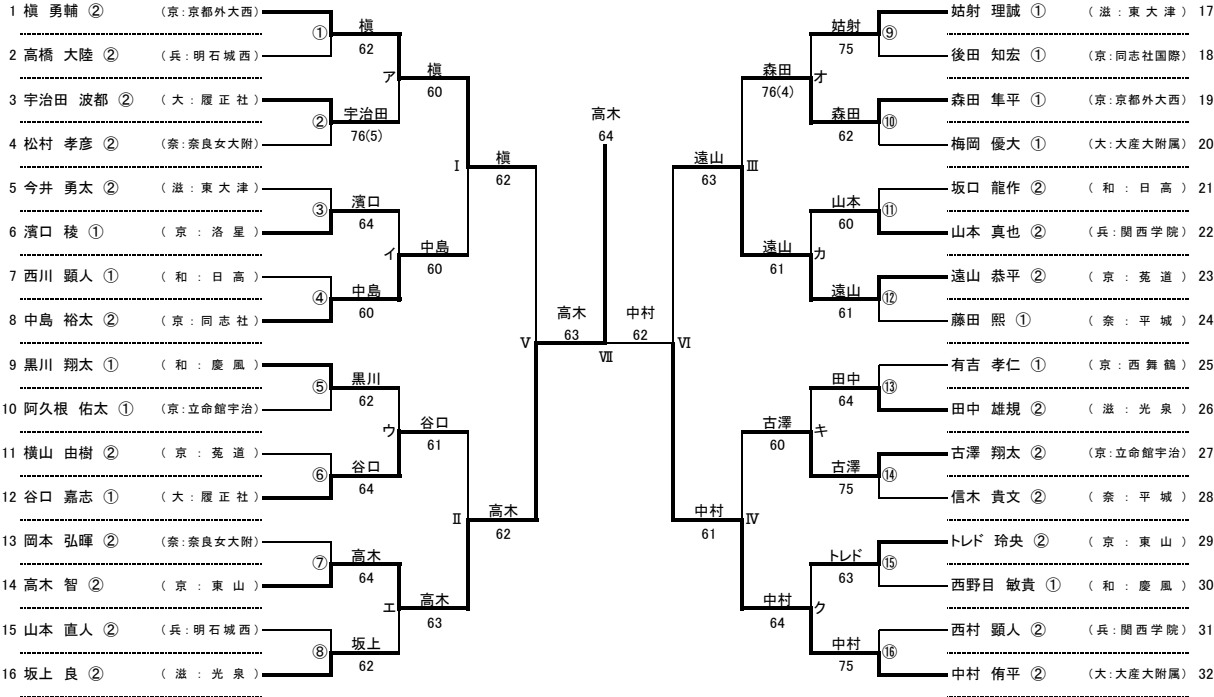 1 槇 勇輔 ② (京:京都外大西)
2 高橋 大陸 ② (兵:明石城西)
3 宇治田 波都 ② (大:履正社)
4 松村 孝彦 ② (奈:奈良女大附)
5 今井 勇太 ② (滋:東大津)
6 濱口 稜 ① (京:洛星)
7 西川 顕人 ① (和:日高)
8 中島 裕太 ② (京:同志社)
9 黒川 翔太 ① (和:慶風)
10 阿久根 佑太 ① (京:立命館宇治)
11 横山 由樹 ② (京:菟道)
12 谷口 嘉志 ① (大:履正社)
13 岡本 弘暉 ② (奈:奈良女大附)
14 高木 智 ② (京:東山)
15 山本 直人 ② (兵:明石城西)
16 坂上 良 ② (滋:光泉)
① 槇
62
② 宇治田
76(5)
③ 濱口
64
④ 中島
60
⑤ 黒川
62
⑥ 谷口
64
⑦ 高木
64
⑧ 坂上
62
ア 槇
60
イ 中島
60
ウ 谷口
61
エ 高木
63
Ⅰ 槇
62
Ⅱ 高木
62
Ⅴ 高木
63
高木
64
Ⅶ
中村
62 Ⅵ
遠山
63 Ⅲ
中村
61 Ⅳ
森田
76(4) オ
遠山
61 カ
古澤
60 キ
中村
64 ク
姑射
75 ⑨
森田
62 ⑩
山本
60 ⑪
遠山
61 ⑫
田中
64 ⑬
古澤
75 ⑭
トレド
63 ⑮
中村
75 ⑯
姑射 理誠 ① (滋:東大津) 17
後田 知宏 ① (京:同志社国際) 18
森田 隼平 ① (京:京都外大西) 19
梅岡 優大 ① (大:大産大附属) 20
坂口 龍作 ② (和:日高) 21
山本 真也 ② (兵:関西学院) 22
遠山 恭平 ② (京:菟道) 23
藤田 熙 ① (奈:平城) 24
有吉 孝仁 ① (京:西舞鶴) 25
田中 雄規 ② (滋:光泉) 26
古澤 翔太 ② (京:立命館宇治) 27
信木 貴文 ② (奈:平城) 28
トレド 玲央 ② (京:東山) 29
西野目 敏貴 ① (和:慶風) 30
西村 顕人 ② (兵:関西学院) 31
中村 侑平 ② (大:大産大附属) 32